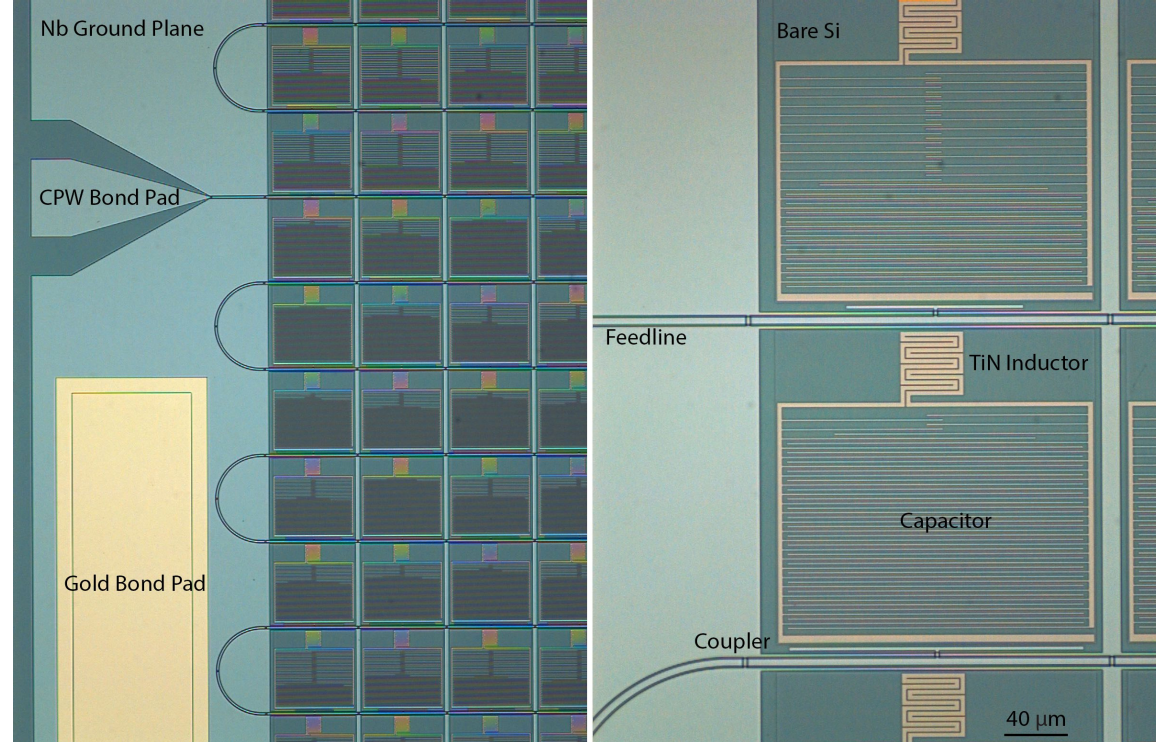 Nb Ground Plane
CPW Bond Pad
Gold Bond Pad
Bare Si
Feedline
TiN Inductor
Capacitor
Coupler
40 µm